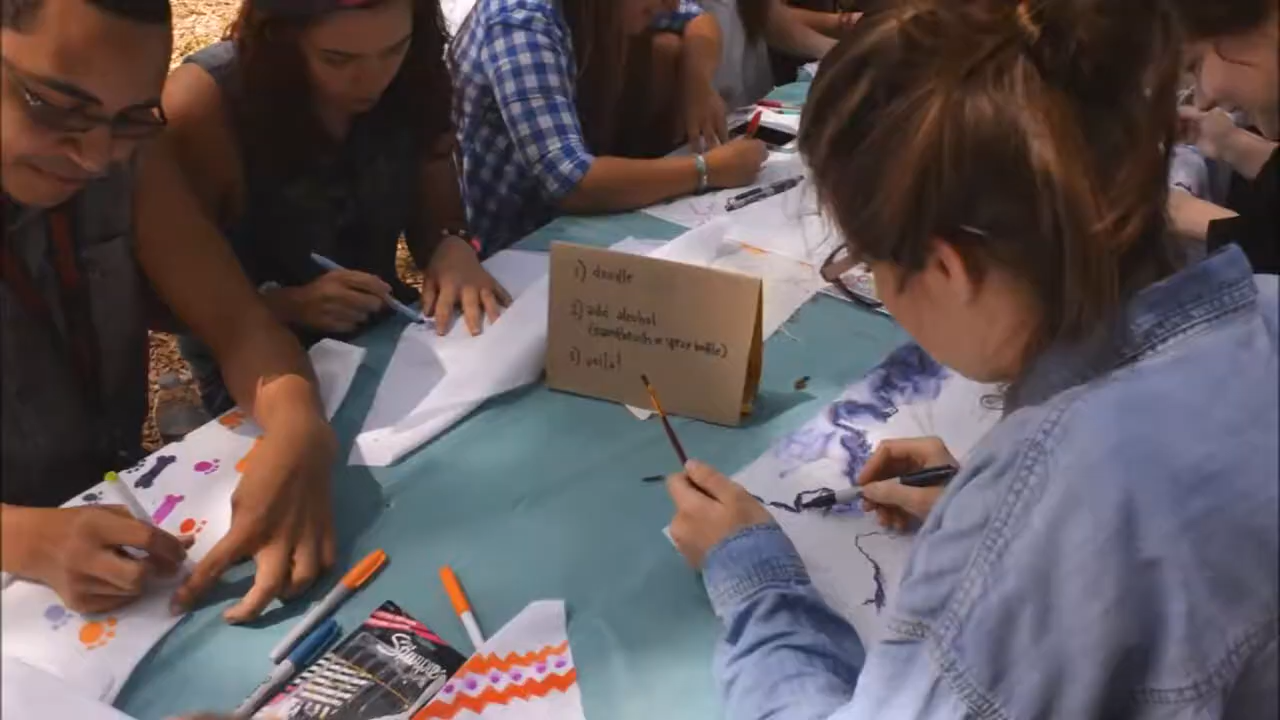 1) doodle
2) add alcohol
(paintbrush or spray bottle)
3) voila!
Sharpie